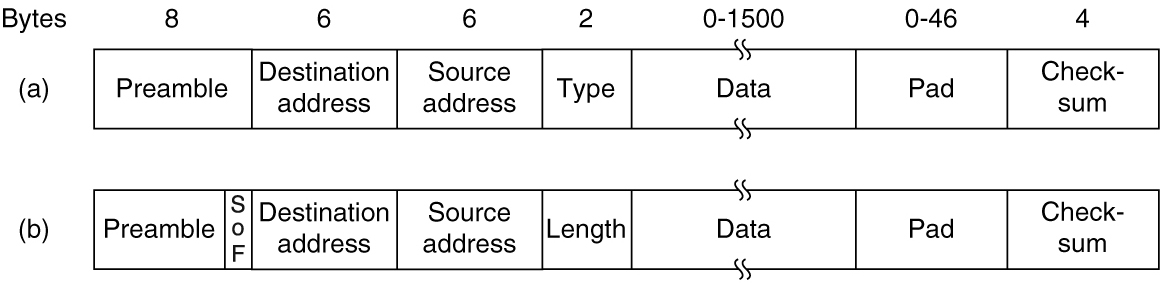 Bytes 8 6 6 2 0-1500 0-46 4
(a) Preamble Destination address Source address Type Data Pad Check-sum
(b) Preamble SoF Destination address Source address Length Data Pad Check-sum